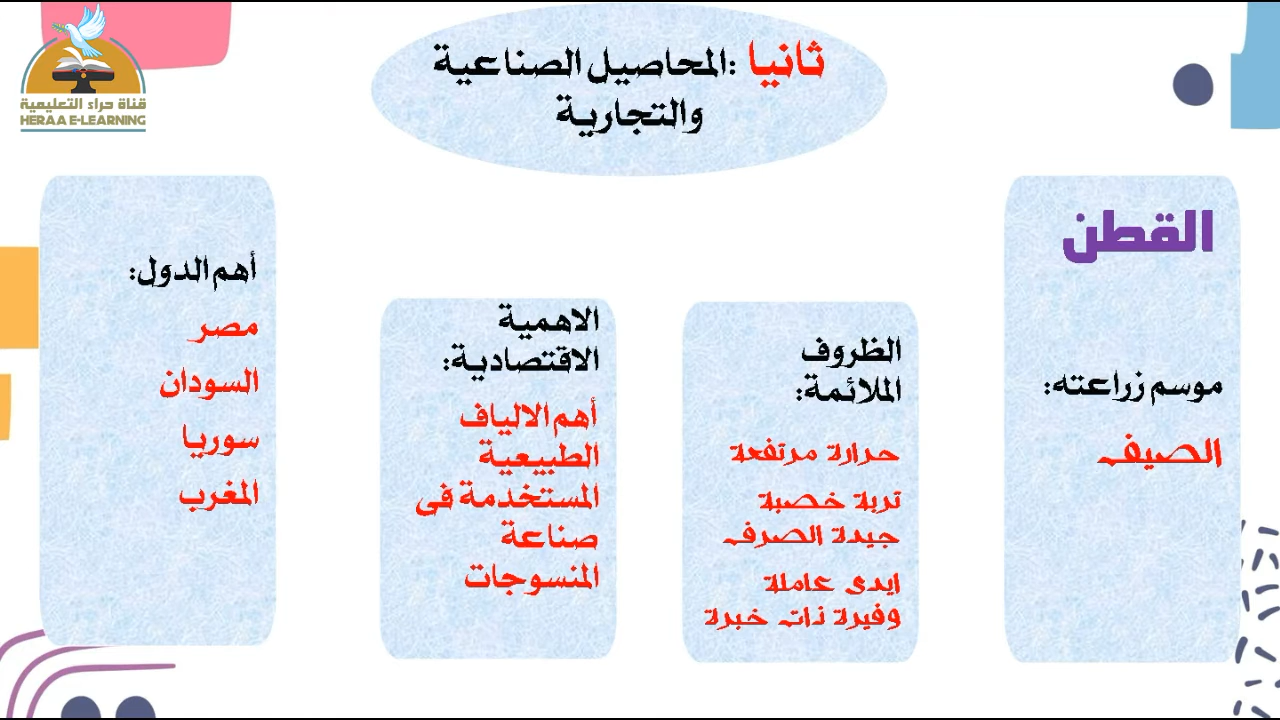 ثانيا :المحاصيل الصناعية
والتجارية
قناة حراء التعليمية
HERAA E-LEARNING
القطن
موسم زراعته:
الصيف
الظروف
الملائمة:
حرارة مرتفعة
تربة خصبة
جيدة الصرف
ايدى عاملة
وفيرة ذات خبرة
الاهمية
الاقتصادية:
أهم الالياف
الطبيعية
المستخدمة فى
صناعة
المنسوجات
أهم الدول:
مصر
السودان
سوريا
المغرب